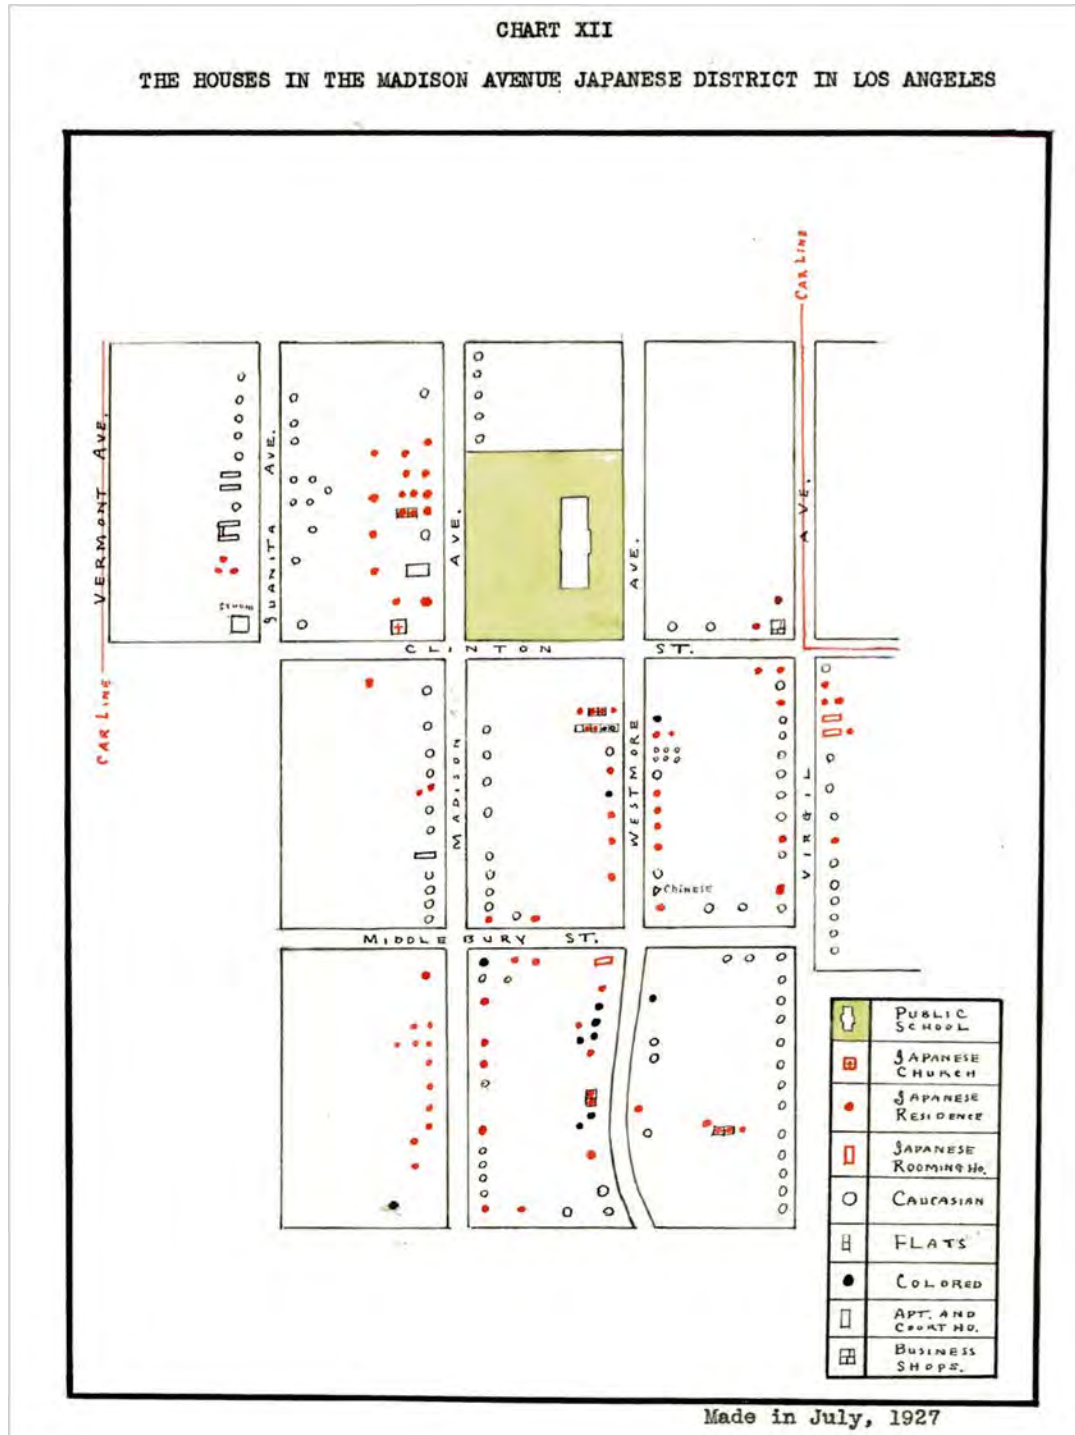 CHART XII
THE HOUSES IN THE MADISON AVENUE JAPANESE DISTRICT IN LOS ANGELES
CAR LINE
VERMONT AVE.
JUANITA AVE.
AVE.
AVE.
AVE.
STUDIO
CLINTON ST.
CAR LINE
MADISON
WESTMORE
VIRGIL
Chinese
MIDDLEBURY ST.
PUBLIC
SCHOOL
JAPANESE
CHURCH
JAPANESE
RESIDENCE
JAPANESE
ROOMING HO.
CAUCASIAN
FLATS
COLORED
APT. AND
COURT HO.
BUSINESS
SHOPS.
Made in July, 1927